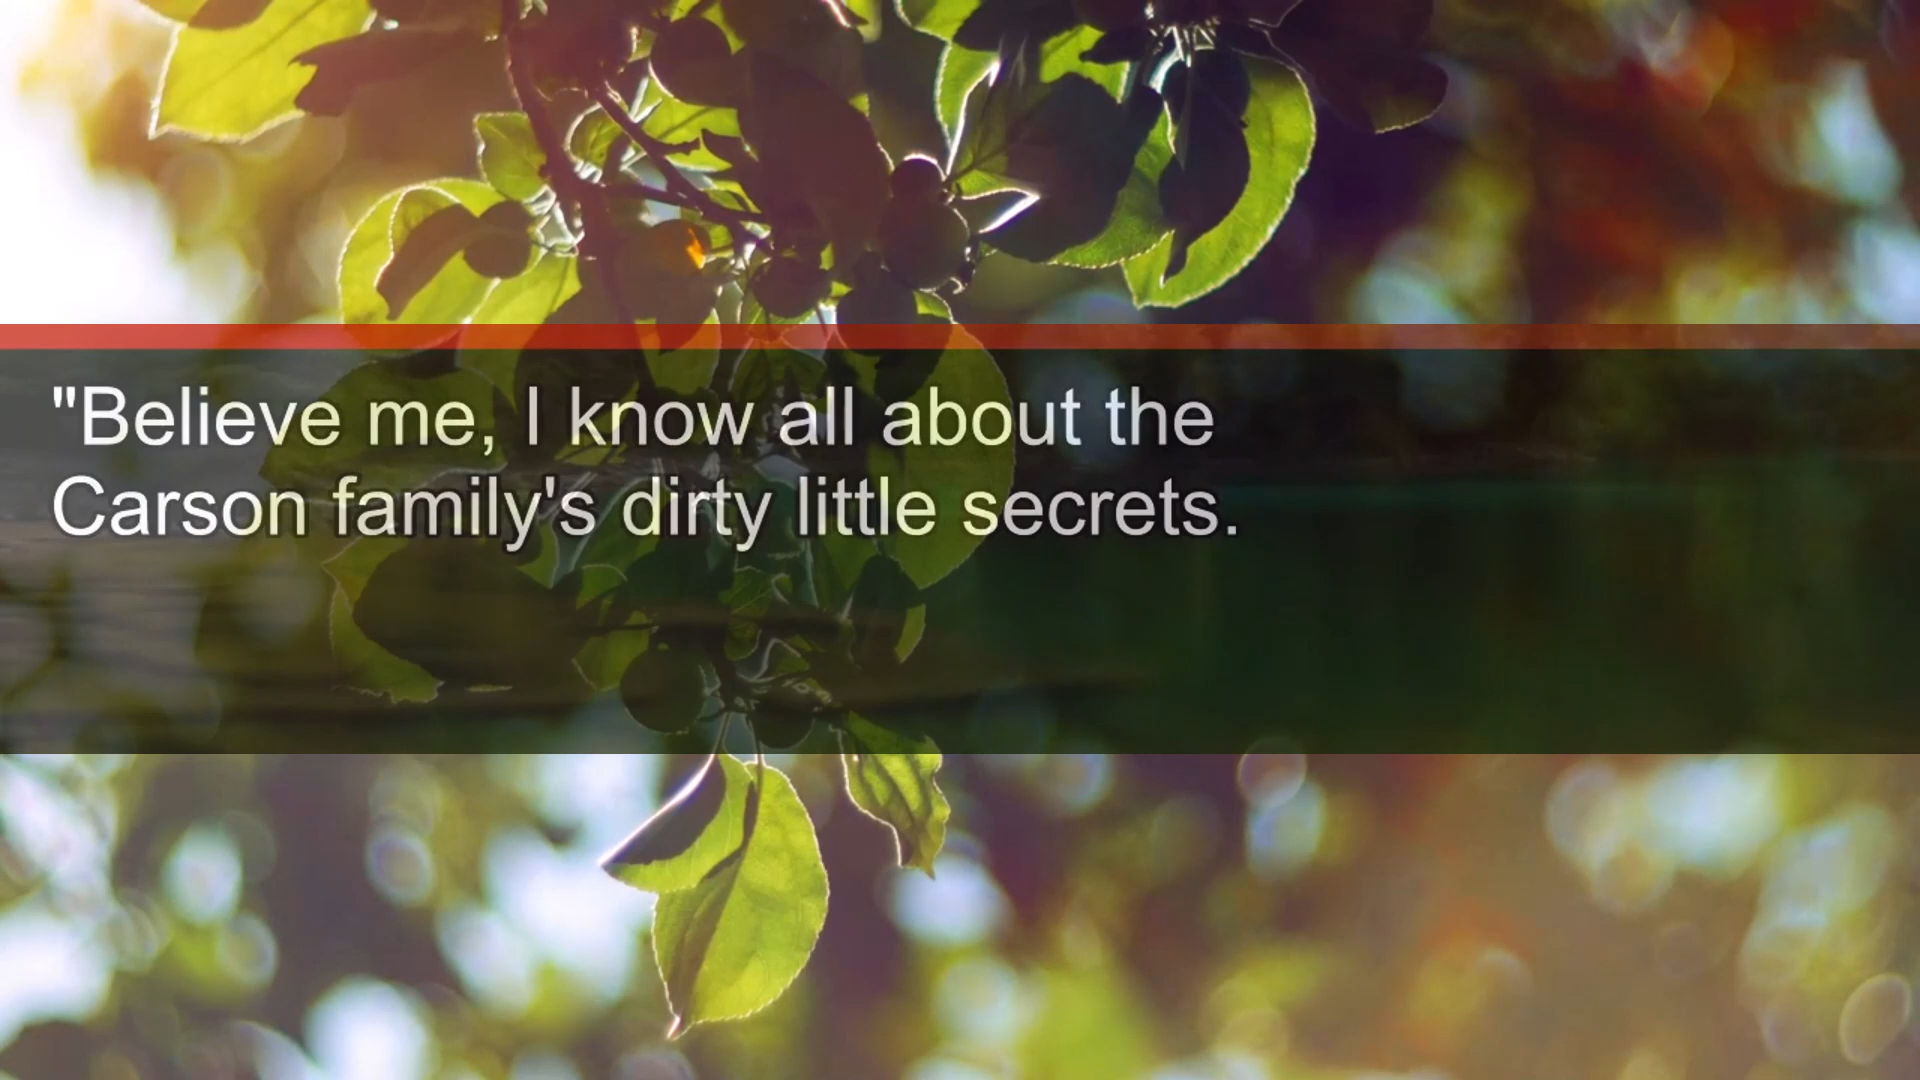 "Believe me, I know all about the
Carson family's dirty little secrets.